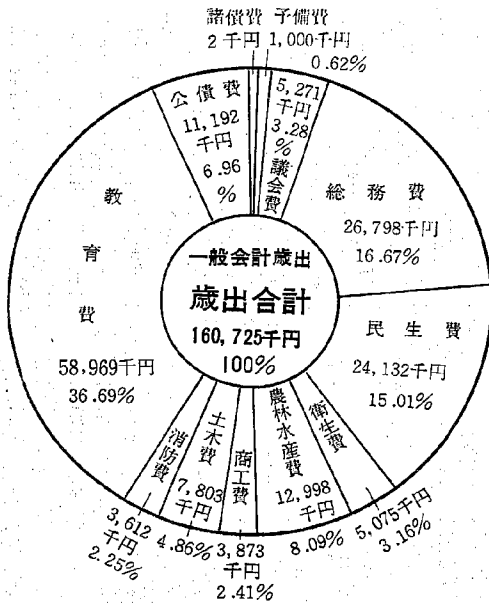 諸債費 予備費
2千円 1,000千円
0.62%
5,271
千円
3.28
%
議会費
総務費
26,798千円
16.67%
民生費
24,132千円
15.01%
衛生費
5,075千円
3.16%
農林水産費
12,998
千円
8.09%
商工費
3,873
千円
2.41%
土木費
7,803
千円
4.86%
消防費
3,612
千円
2.25%
教育費
58,969千円
36.69%
公債費
11,192
千円
6.96
%
一般会計歳出
歳出合計
160,725千円
100%